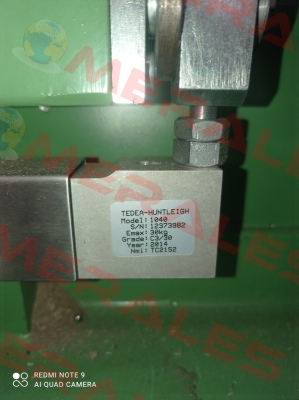 TEDEA-HUNTLEIGH
Model: 1040
S/N: 12373982
Emax: 30kg
Grade: C3/30
Year: 2014
Nmi: TC2152
REDMI NOTE 9
AI QUAD CAMERA